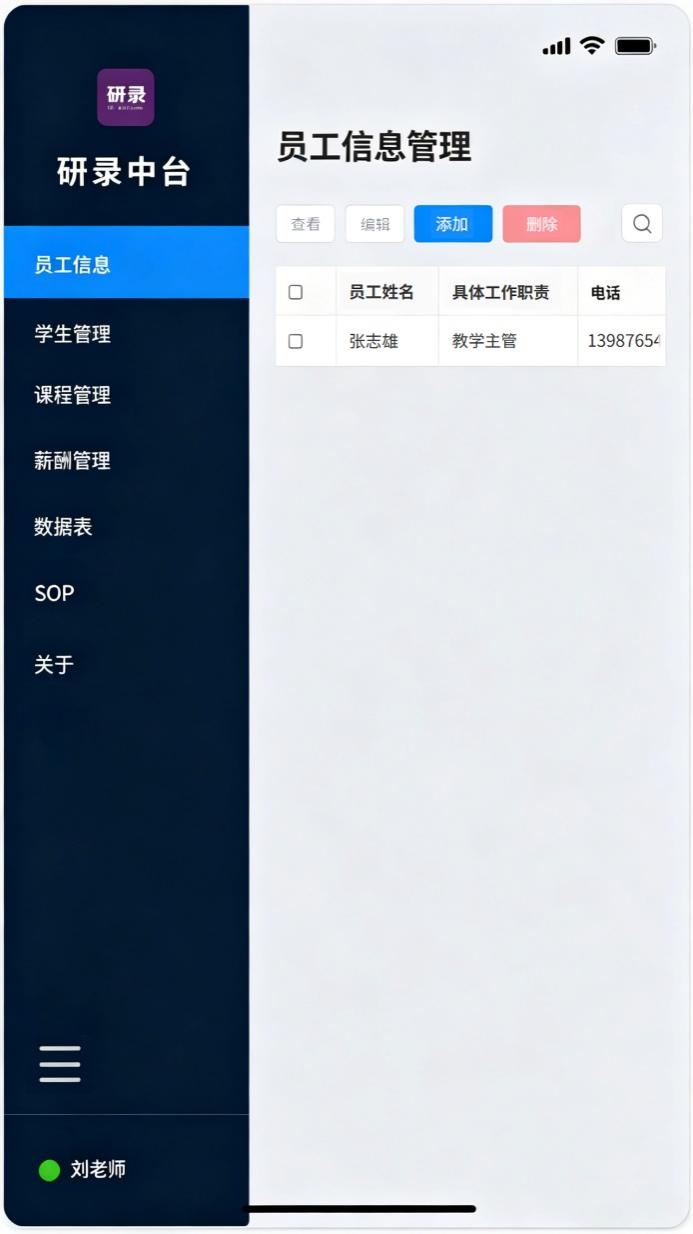 研录
研录中台
员工信息
学生管理
课程管理
薪酬管理
数据表
SOP
关于
刘老师
员工信息管理
查看 编辑 添加 删除
员工姓名 具体工作职责 电话
张志雄 教学主管 1398765